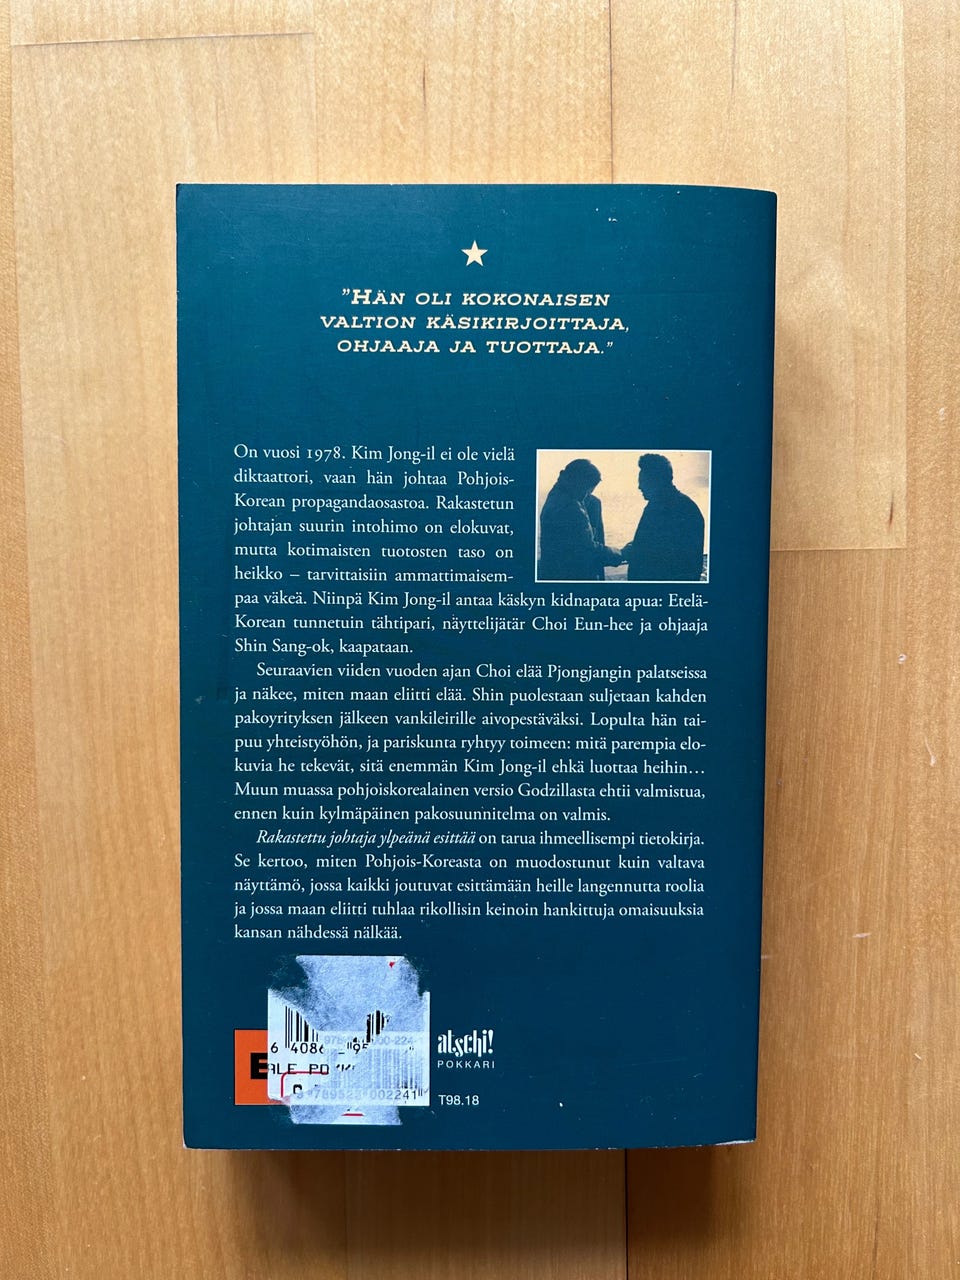 ”HÄN OLI KOKONAISEN
VALTION KÄSIKIRJOITTAJA,
OHJAAJA JA TUOTTAJA.”
On vuosi 1978. Kim Jong-il ei ole vielä
diktaattori, vaan hän johtaa Pohjois-
Korean propagandaosastoa. Rakastetun
johtajan suurin intohimo on elokuvat,
mutta kotimaisten tuotosten taso on
heikko – tarvittaisiin ammattimaisem-
paa väkeä. Niinpä Kim Jong-il antaa käskyn kidnapata apua: Etelä-
Korean tunnetuin tähtipari, näyttelijätär Choi Eun-hee ja ohjaaja
Shin Sang-ok, kaapataan.
Seuraavien viiden vuoden ajan Choi elää Pjongjangin palatseissa
ja näkee, miten maan eliitti elää. Shin puolestaan suljetaan kahden
pakoyrityksen jälkeen vankileirille aivopestäväksi. Lopulta hän tai-
puu yhteistyöhön, ja pariskunta ryhtyy toimeen: mitä parempia elo-
kuvia he tekevät, sitä enemmän Kim Jong-il ehkä luottaa heihin…
Muun muassa pohjoiskorealainen versio Godzillasta ehtii valmistua,
ennen kuin kylmäpäinen pakosuunnitelma on valmis.
Rakastettu johtaja ylpeänä esittää on tarua ihmeellisempi tietokirja.
Se kertoo, miten Pohjois-Koreasta on muodostunut kuin valtava
näyttämö, jossa kaikki joutuvat esittämään heille langennutta roolia
ja jossa maan eliitti tuhlaa rikollisin keinoin hankittuja omaisuuksia
kansan nähdessä nälkää.
atschi!
POKKARI
9 789523 002241
T98.18